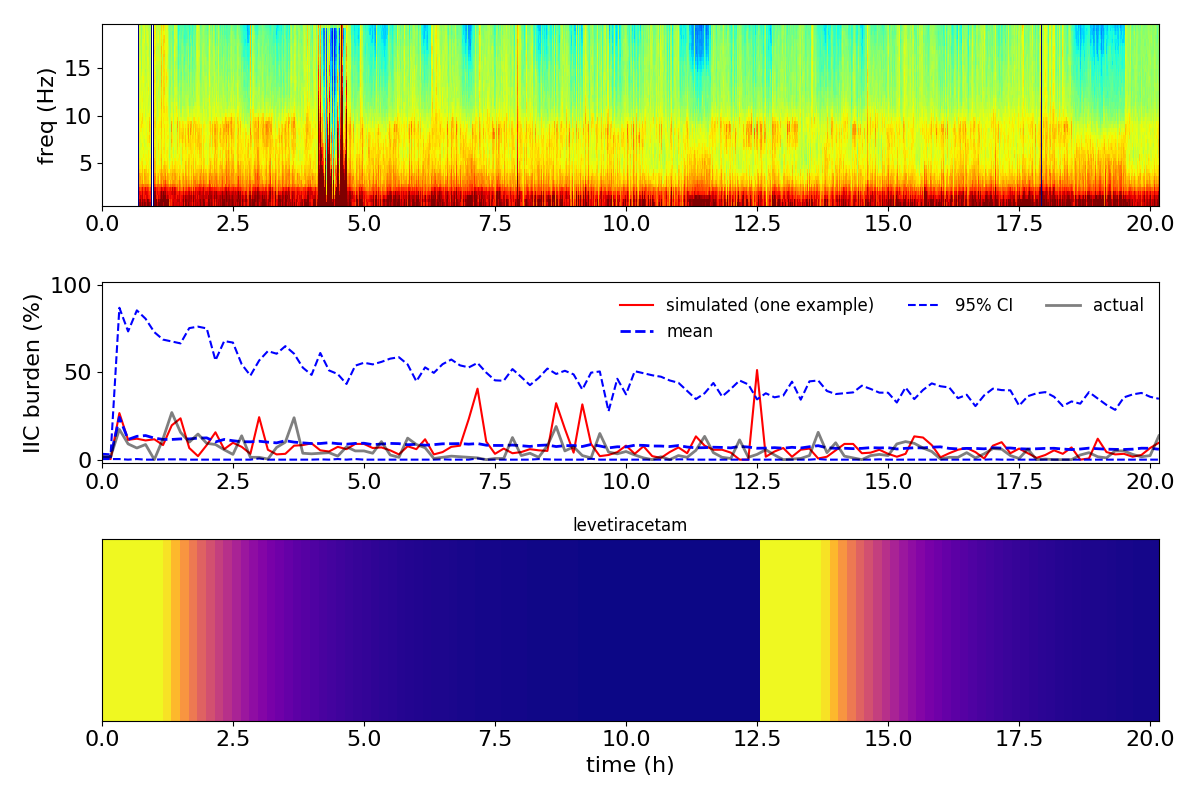 15
10
5
freq (Hz)
0.0 2.5 5.0 7.5 10.0 12.5 15.0 17.5 20.0
100
50
0
IIC burden (%)
simulated (one example) 95% CI actual
mean
0.0 2.5 5.0 7.5 10.0 12.5 15.0 17.5 20.0
levetiracetam
0.0 2.5 5.0 7.5 10.0 12.5 15.0 17.5 20.0
time (h)